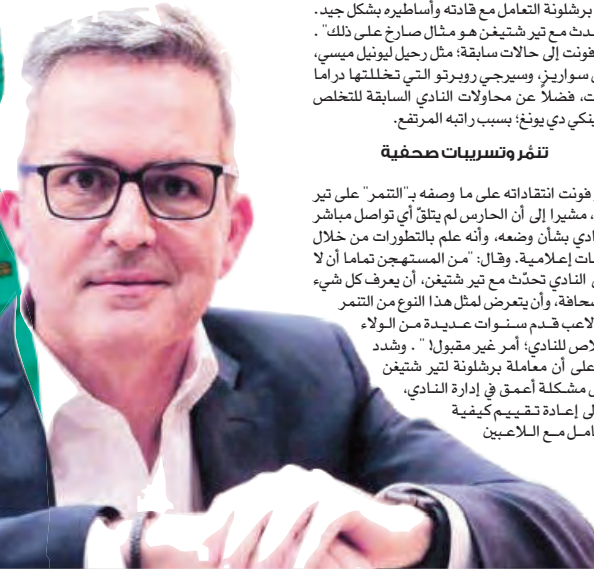 برشلونة التعامل مع قادته وأساطيره بشكل جيد.
دث مع تير شتيغن هو مثال صارخ على ذلك".
فونت إلى حالات سابقة؛ مثل رحيل ليونيل ميسي،
سواريز، وسيرجي روبرتو التي تخللتها دراما
ت، فضلاً عن محاولات النادي السابقة للتخلص
ينكي دي يونغ؛ بسبب راتبه المرتفع.
تنمُر وتسريبات صحفية
فونت انتقاداته على ما وصفه بـ"التنمر" على تير
، مشيرا إلى أن الحارس لم يتلقّ أي تواصل مباشر
ادي بشأن وضعه، وأنه علم بالتطورات من خلال
ات إعلامية. وقال: "من المستهجن تماما أن لا
النادي تحدّث مع تير شتيغن، أن يعرف كل شيء
صحافة، وأن يتعرض لمثل هذا النوع من التنمر
لاعب قدم سنوات عديدة من الولاء
لاص للنادي؛ أمر غير مقبول! ". وشدد
على أن معاملة برشلونة لتير شتيغن
مشكلة أعمق في إدارة النادي،
لى إعادة تقييم كيفية
امل مع اللاعبين